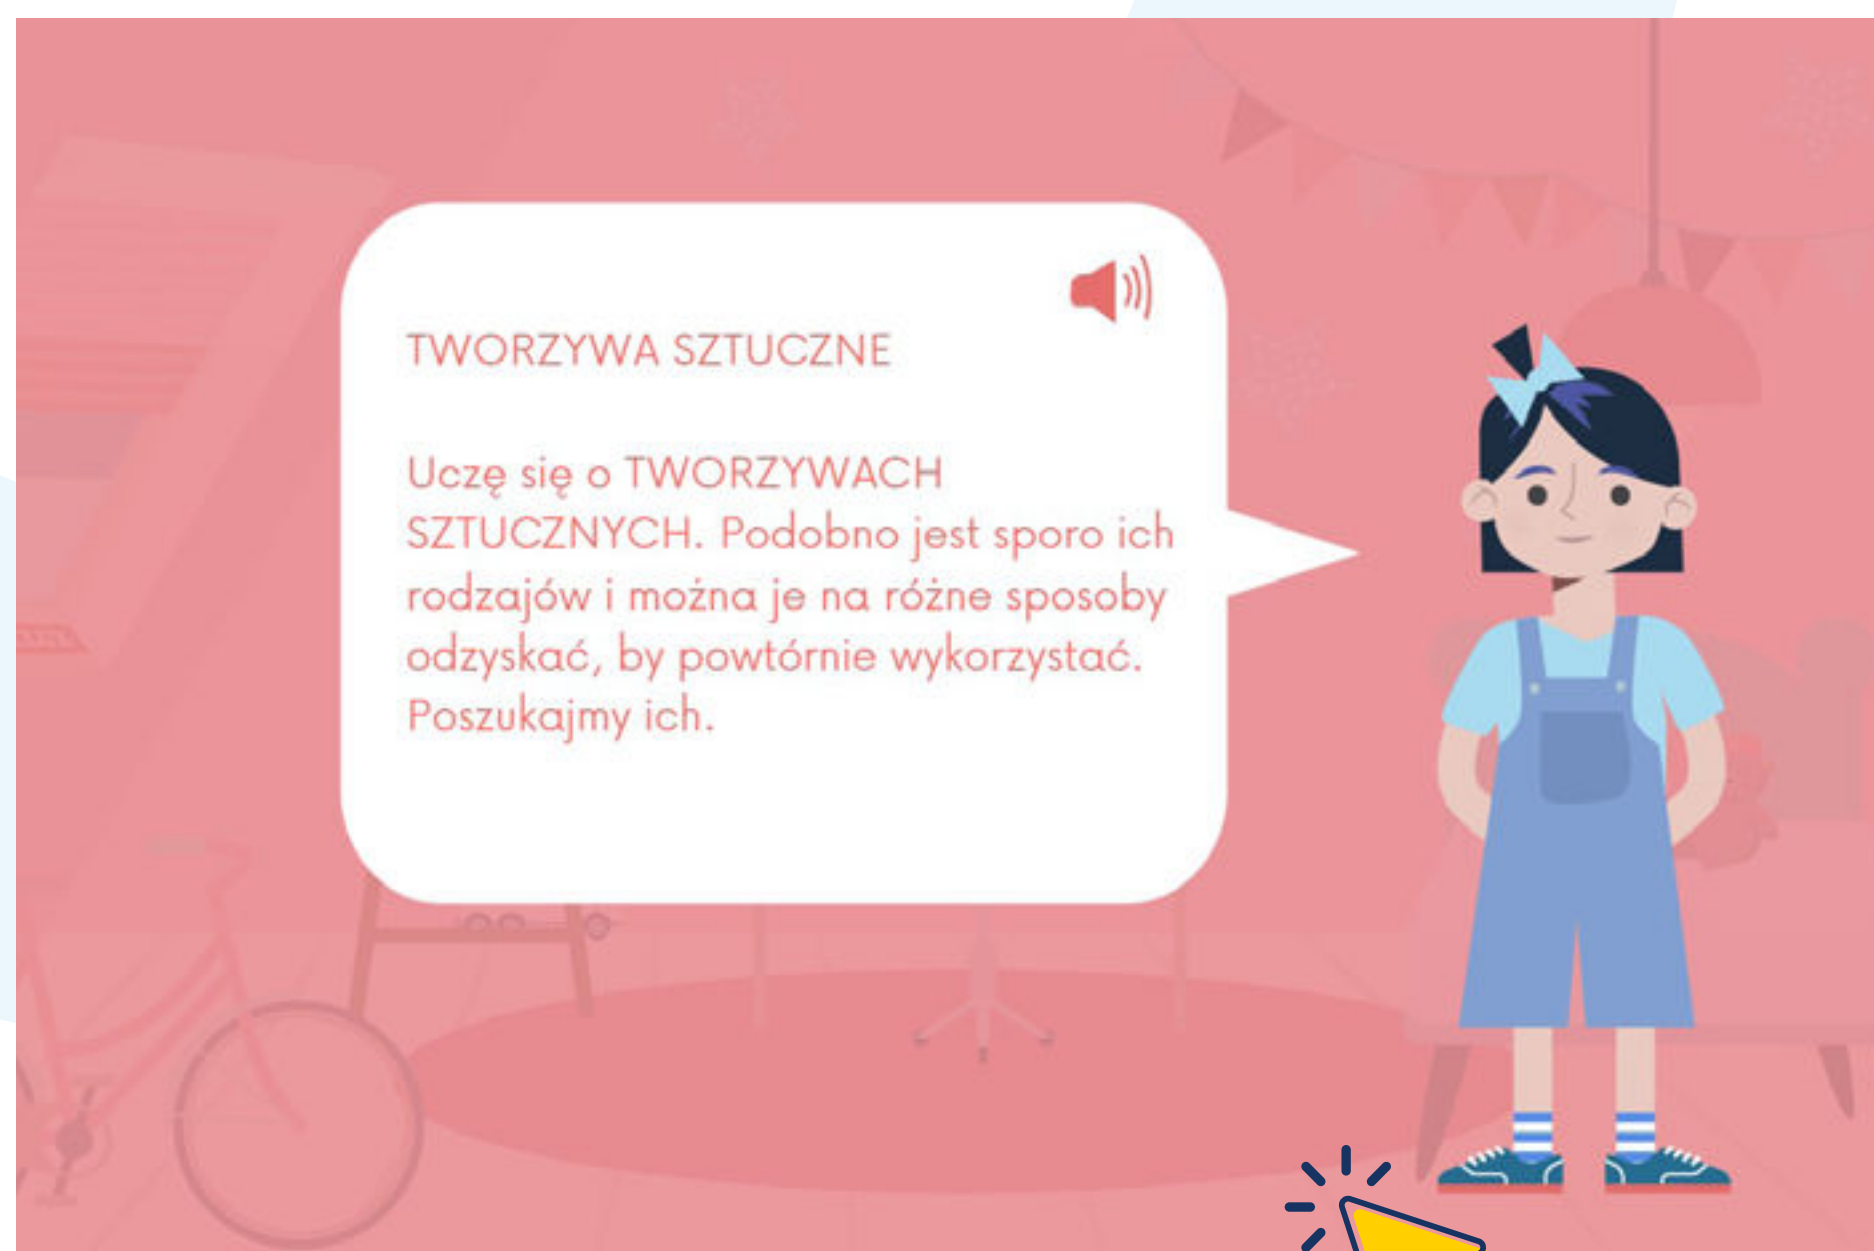 TWORZYWA SZTUCZNE
Uczę się o TWORZYWACH
SZTUCZNYCH. Podobno jest sporo ich
rodzajów i można je na różne sposoby
odzyskać, by powtórnie wykorzystać.
Poszukajmy ich.